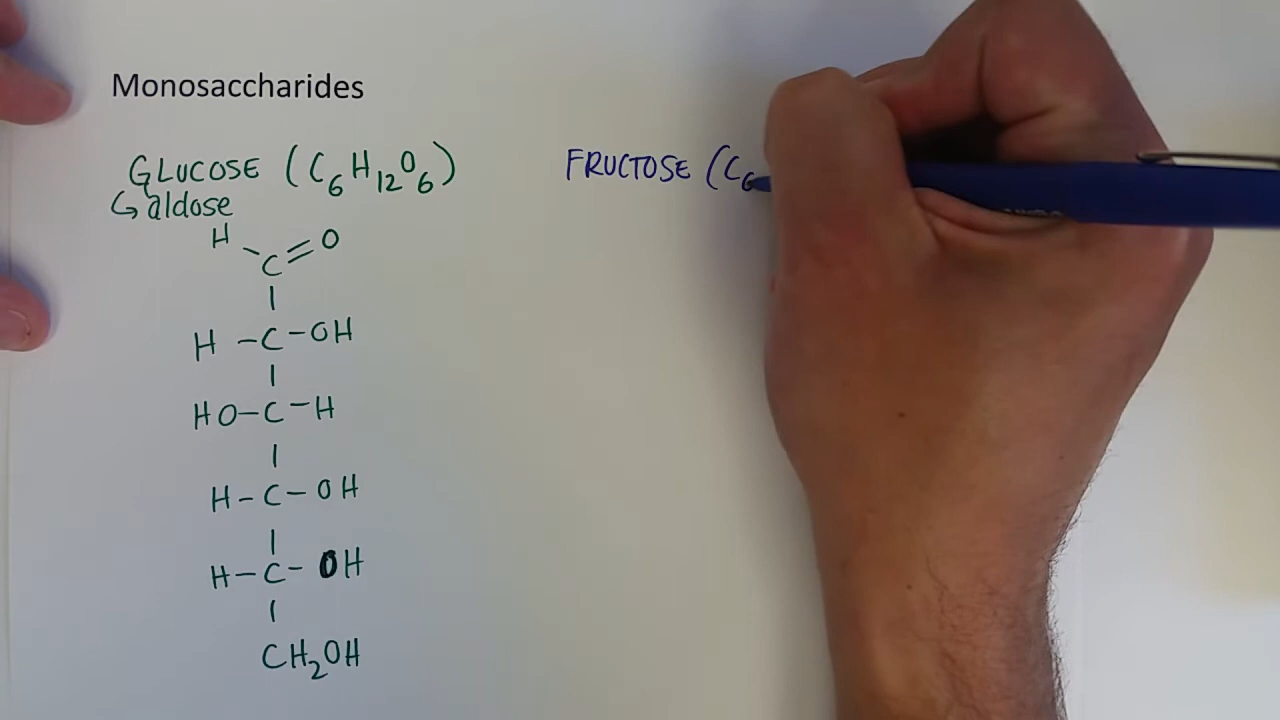 Monosaccharides
GLUCOSE (C6H12O6)
↳ aldose
H
C=O
H-C-OH
HO-C-H
H-C-OH
H-C-OH
CH2OH
FRUCTOSE (C6